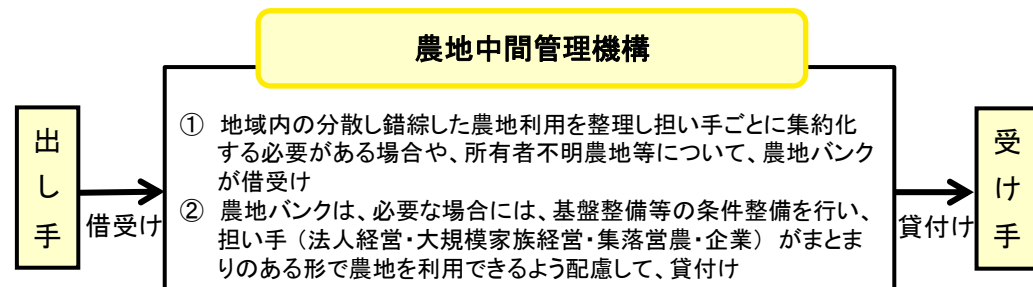 農地中間管理機構
① 地域内の分散し錯綜した農地利用を整理し担い手ごとに集約化
する必要がある場合や、所有者不明農地等について、農地バンク
が借受け
② 農地バンクは、必要な場合には、基盤整備等の条件整備を行い、
担い手（法人経営・大規模家族経営・集落営農・企業）がまとま
りのある形で農地を利用できるよう配慮して、貸付け
出し手
借受け
貸付け
受け手